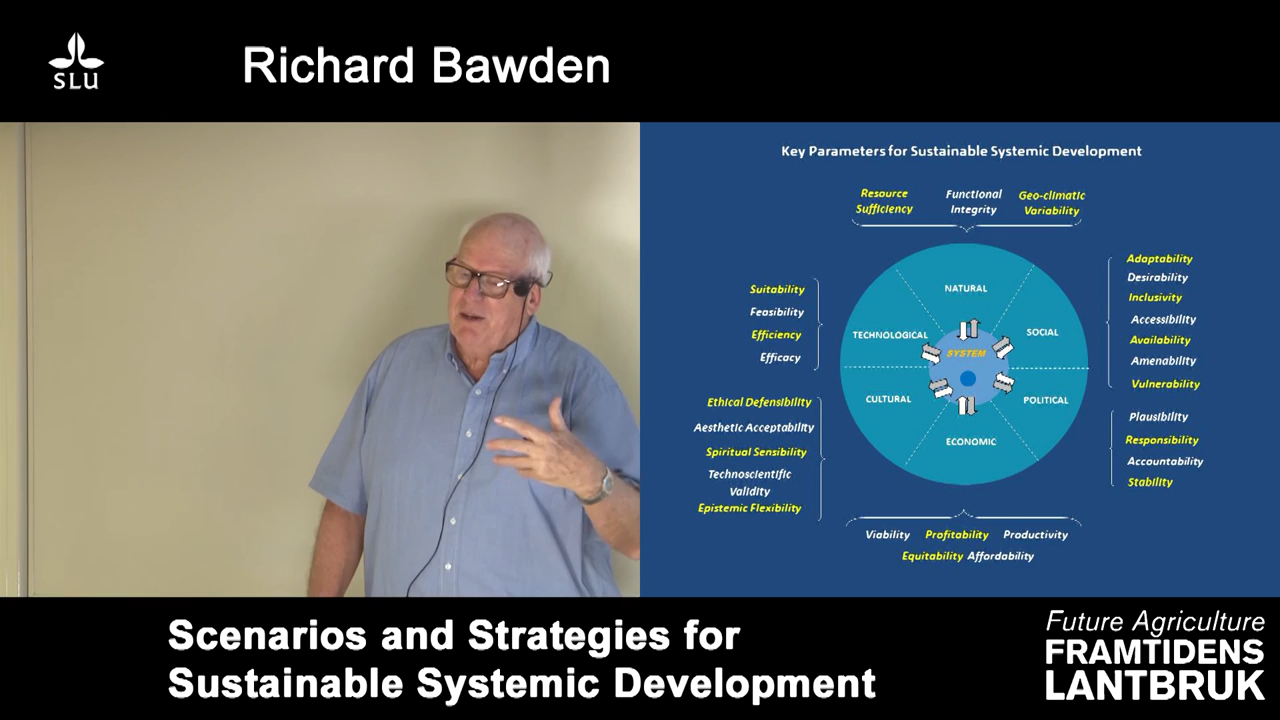 SLU
Richard Bawden
Key Parameters for Sustainable Systemic Development
Resource
Sufficiency
Functional
Integrity
Geo-climatic
Variability
Suitability
Feasibility
Efficiency
Efficacy
Adaptability
Desirability
Inclusivity
Accessibility
Availability
Amenability
Vulnerability
NATURAL
TECHNOLOGICAL
SOCIAL
SYSTEM
CULTURAL
POLITICAL
ECONOMIC
Ethical Defensibility
Aesthetic Acceptability
Spiritual Sensibility
Technoscientific
Validity
Epistemic Flexibility
Plausibility
Responsibility
Accountability
Stability
Viability Profitability Productivity
Equitability Affordability
Scenarios and Strategies for
Sustainable Systemic Development
Future Agriculture
FRAMTIDENS
LANTBRUK